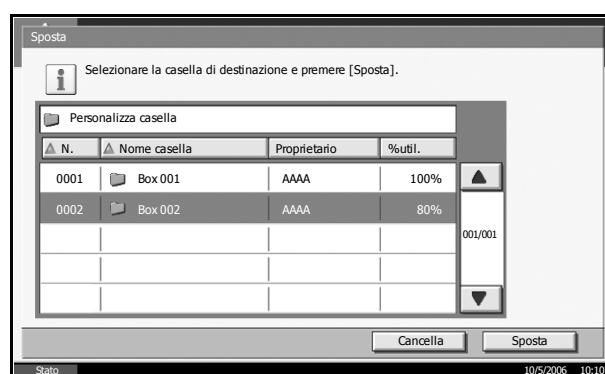 Sposta
Selezionare la casella di destinazione e premere [Sposta].
Personalizza casella
N. Nome casella Proprietario %util.
0001 Box 001 AAAA 100%
0002 Box 002 AAAA 80%
001/001
Cancella Sposta
Stato 10/5/2006 10:10